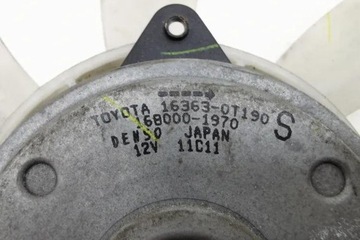 TOYOTA 16363-0T190
168000-1970 S
DENSO JAPAN
12V 11C11